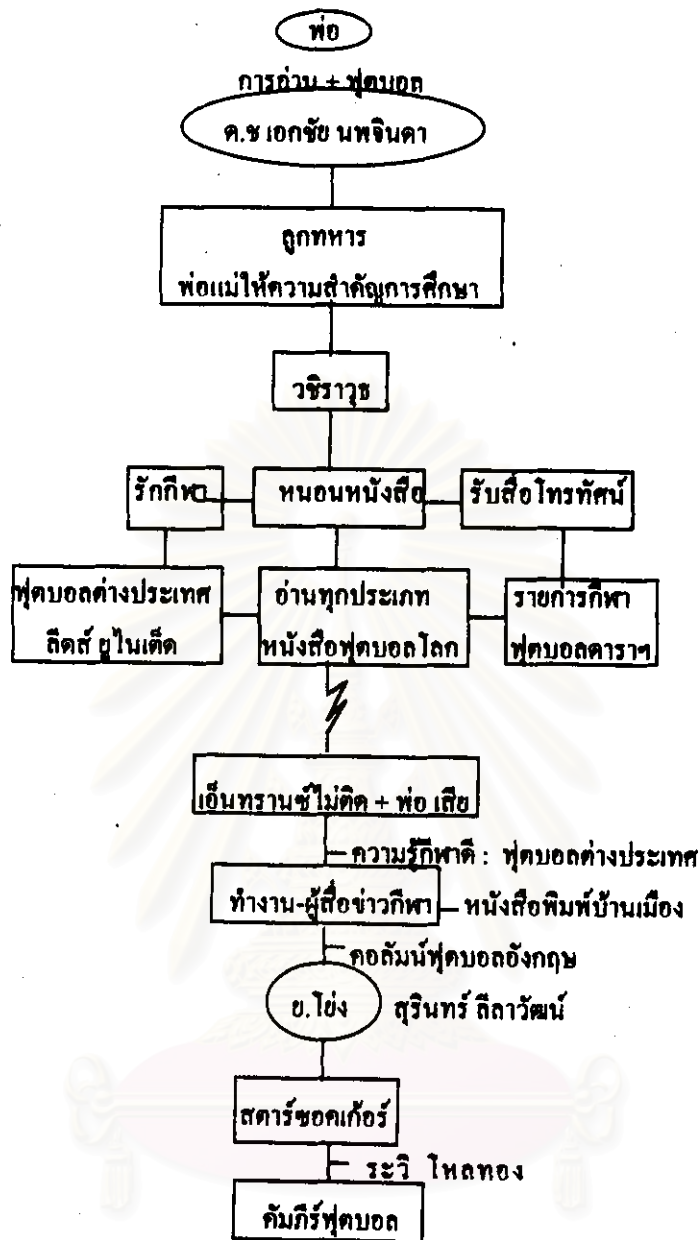 พ่อ
การอ่าน + ฟุตบอล
ด.ช เอกชัย นพจินดา
ลูกทหาร
พ่อแม่ให้ความสำคัญการศึกษา
วชิราวุธ
รักกีฬา
หนอนหนังสือ
รับสื่อโทรทัศน์
ฟุตบอลต่างประเทศ
ลีดส์ ยูไนเต็ด
อ่านทุกประเภท
หนังสือฟุตบอลโลก
รายการกีฬา
ฟุตบอลดาราฯ
เอ็นทรานซ์ไม่ติด + พ่อ เสีย
ความรู้กีฬาดี : ฟุตบอลต่างประเทศ
ทำงาน-ผู้สื่อข่าวกีฬา
หนังสือพิมพ์บ้านเมือง
คอลัมน์ฟุตบอลอังกฤษ
ย.โย่ง
สุรินทร์ ลีลาวัฒน์
สตาร์ซอคเก้อร์
ระวิ โหลทอง
คัมภีร์ฟุตบอล